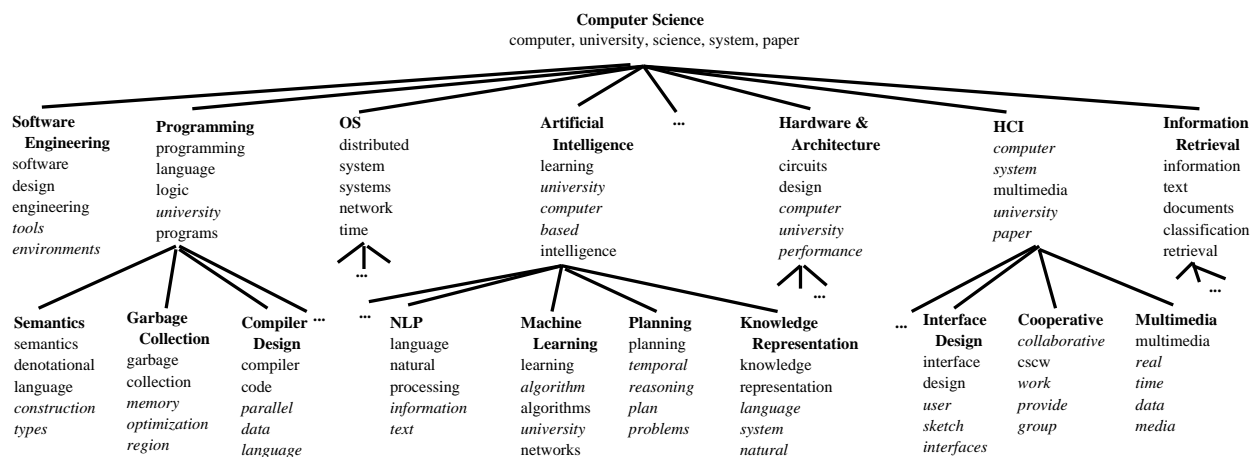 Computer Science
computer, university, science, system, paper
Software
Engineering
software
design
engineering
tools
environments
Programming
programming
language
logic
university
programs
OS
distributed
system
systems
network
time
...
Artificial
Intelligence
learning
university
computer
based
intelligence
...
Hardware &
Architecture
circuits
design
computer
university
performance
...
HCI
computer
system
multimedia
university
paper
Information
Retrieval
information
text
documents
classification
retrieval
...
Semantics
semantics
denotational
language
construction
types
Garbage
Collection
garbage
collection
memory
optimization
region
Compiler
Design
compiler
code
parallel
data
language
...
...
NLP
language
natural
processing
information
text
Machine
Learning
learning
algorithm
algorithms
university
networks
Planning
planning
temporal
reasoning
plan
problems
Knowledge
Representation
knowledge
representation
language
system
natural
...
Interface
Design
interface
design
user
sketch
interfaces
Cooperative
collaborative
cscw
work
provide
group
Multimedia
multimedia
real
time
data
media